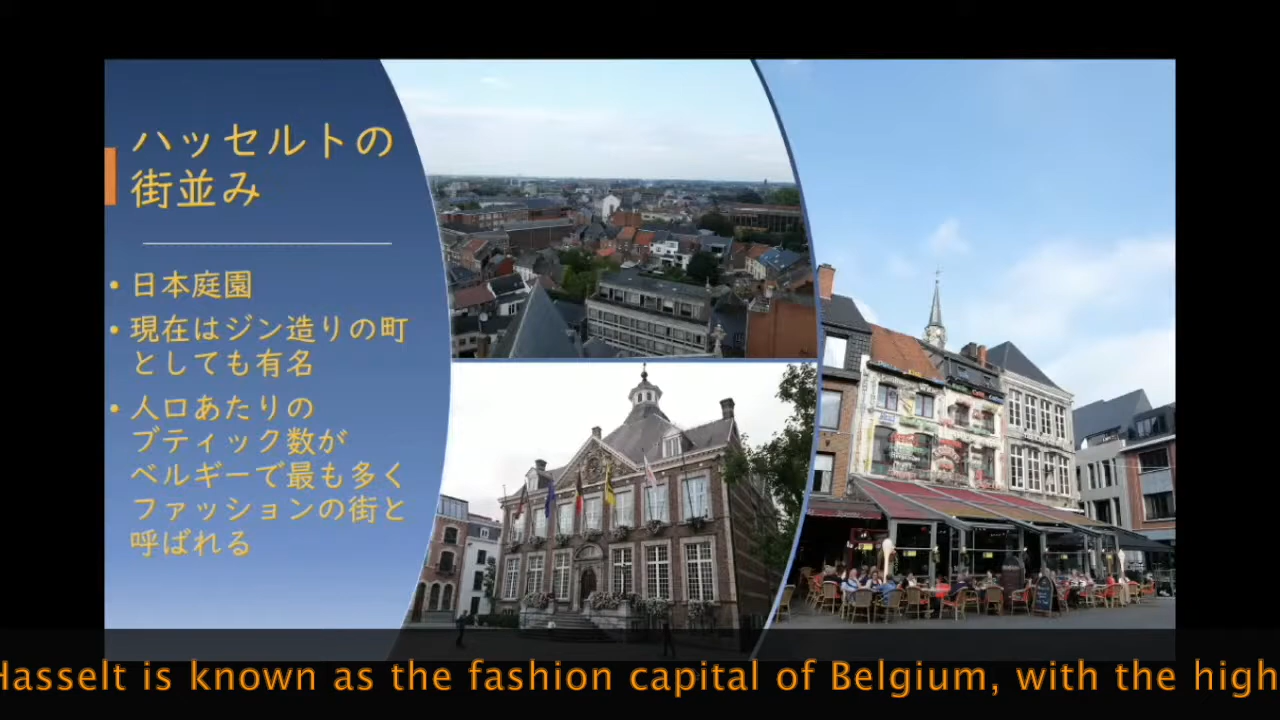 ハッセルトの
街並み
• 日本庭園
• 現在はジン造りの町
としても有名
• 人口あたりの
ブティック数が
ベルギーで最も多く
ファッションの街と
呼ばれる
Hasselt is known as the fashion capital of Belgium, with the high